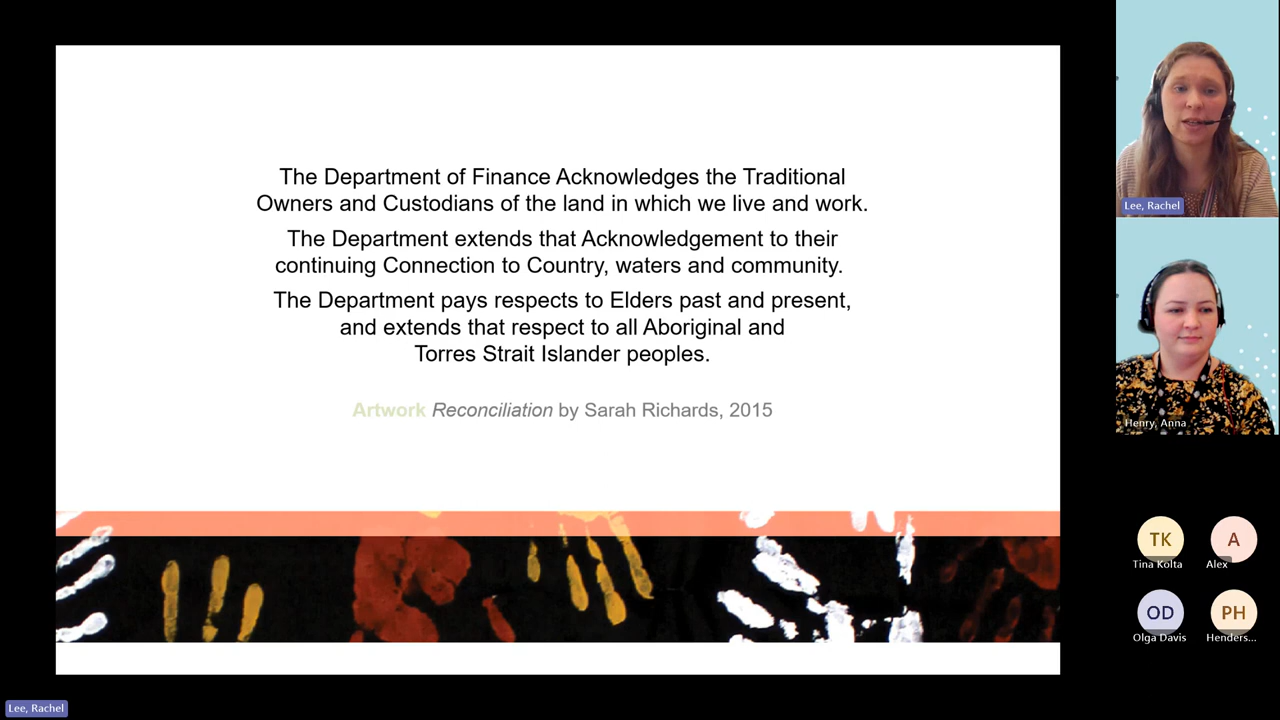 The Department of Finance Acknowledges the Traditional
Owners and Custodians of the land in which we live and work.
The Department extends that Acknowledgement to their
continuing Connection to Country, waters and community.
The Department pays respects to Elders past and present,
and extends that respect to all Aboriginal and
Torres Strait Islander peoples.
Artwork Reconciliation by Sarah Richards, 2015
Lee, Rachel
Henry, Anna
TK
Tina Kolta
A
Alex
OD
Olga Davis
PH
Henders...
Lee, Rachel